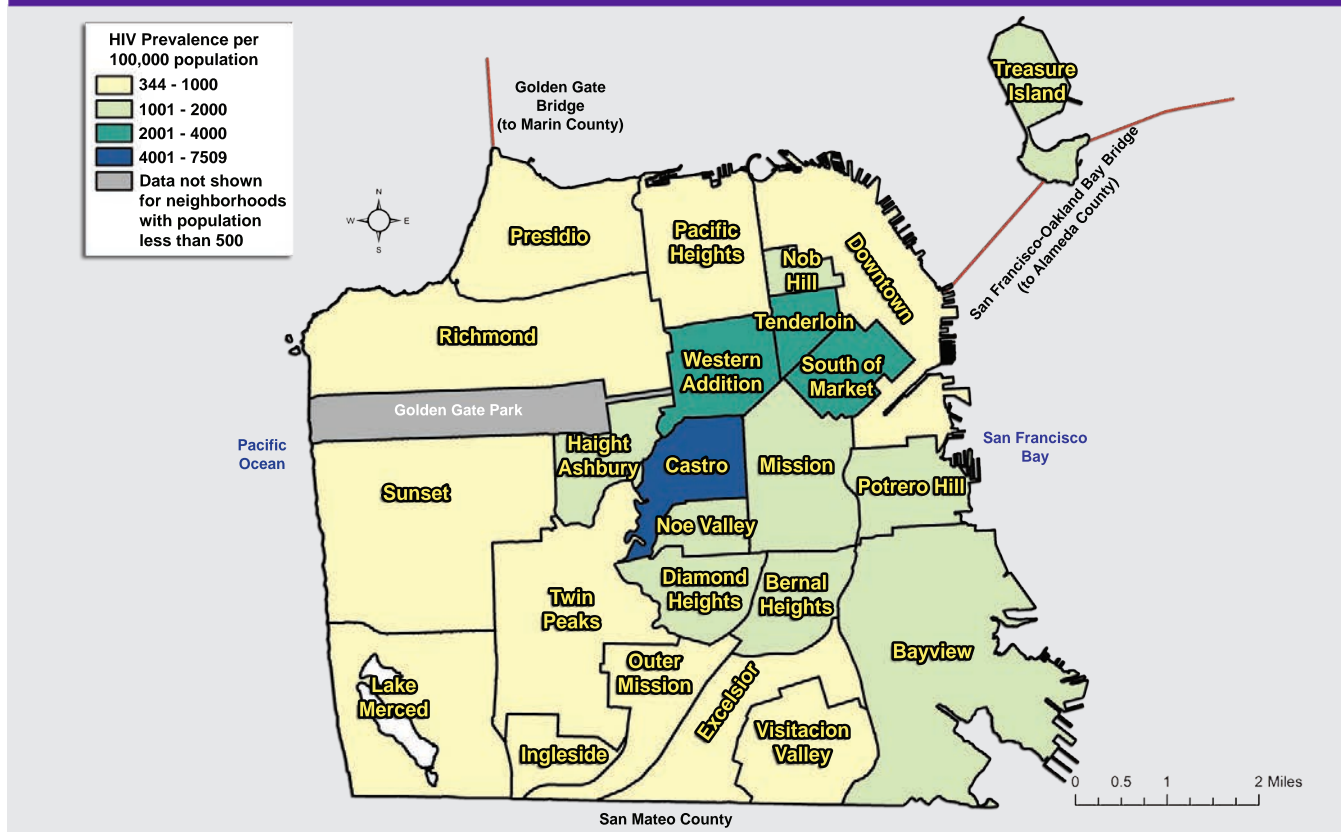 HIV Prevalence per
100,000 population
344 - 1000
1001 - 2000
2001 - 4000
4001 - 7509
Data not shown
for neighborhoods
with population
less than 500
Golden Gate
Bridge
(to Marin County)
Treasure
Island
San Francisco-Oakland Bay Bridge
(to Alameda County)
N
W
E
S
Presidio
Pacific
Heights
Nob
Hill
Downtown
Richmond
Tenderloin
Western
Addition
South of
Market
Golden Gate Park
Pacific
Ocean
San Francisco
Bay
Haight
Ashbury
Castro
Mission
Potrero Hill
Sunset
Noe Valley
Diamond
Heights
Bernal
Heights
Twin
Peaks
Bayview
Outer
Mission
Excelsior
Lake
Merced
Visitacion
Valley
Ingleside
0 0.5 1 2 Miles
San Mateo County